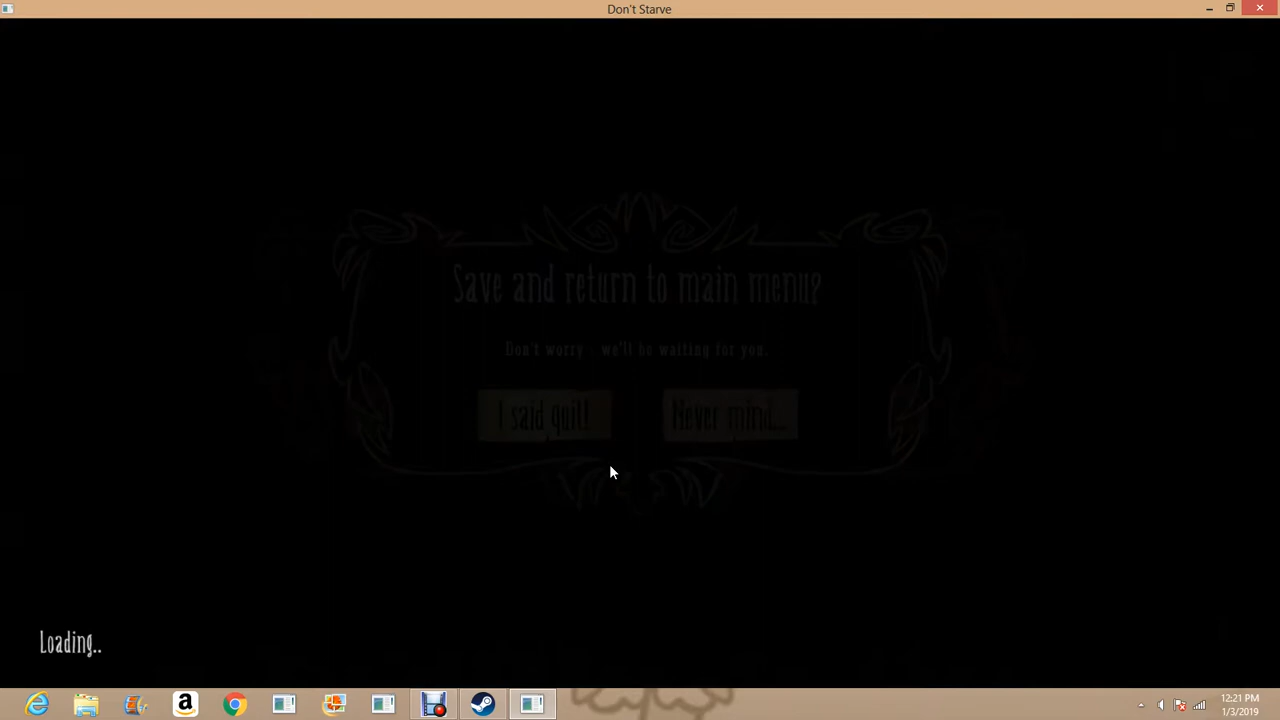 Don't Starve
Save and return to main menu?
Don't worry we'll be waiting for you.
I said quit!
Never mind...
Loading..
12:21 PM
1/3/2019